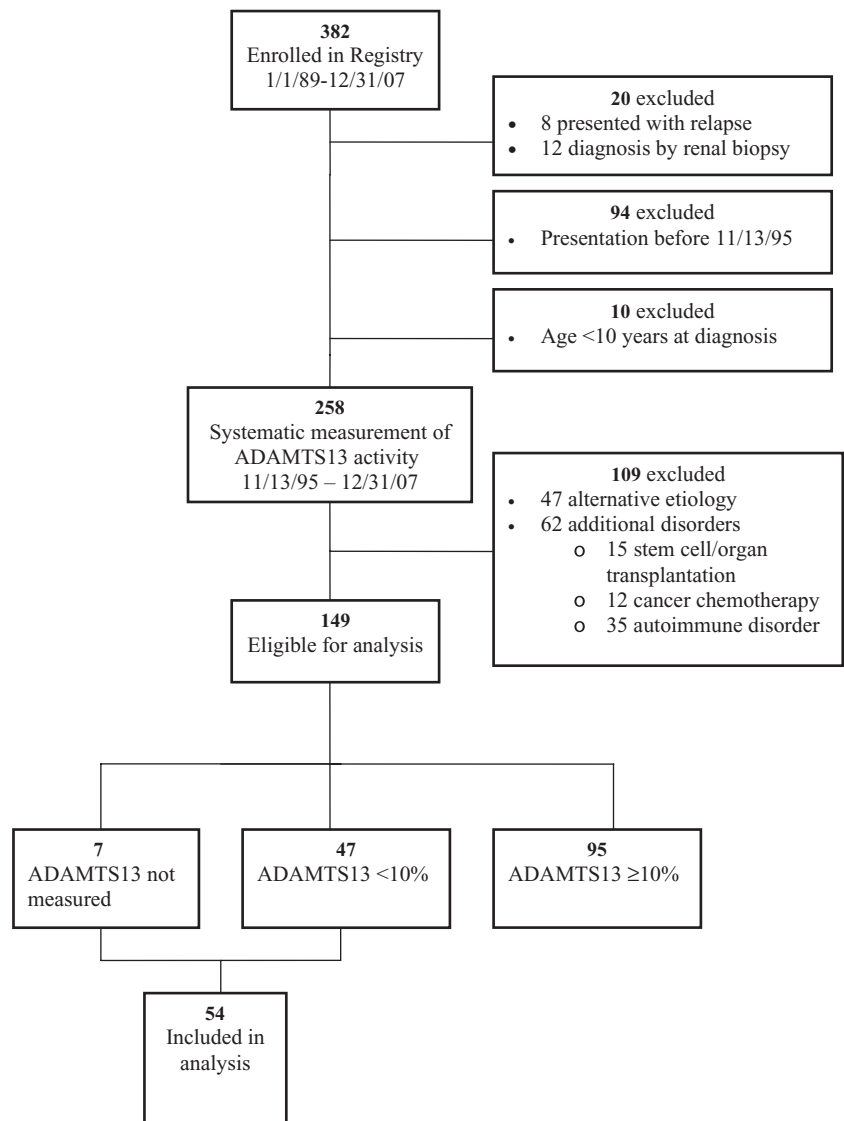 382
Enrolled in Registry
1/1/89-12/31/07
20 excluded
• 8 presented with relapse
• 12 diagnosis by renal biopsy
94 excluded
• Presentation before 11/13/95
10 excluded
• Age <10 years at diagnosis
258
Systematic measurement of
ADAMTS13 activity
11/13/95 – 12/31/07
109 excluded
• 47 alternative etiology
• 62 additional disorders
o 15 stem cell/organ
transplantation
o 12 cancer chemotherapy
o 35 autoimmune disorder
149
Eligible for analysis
7
ADAMTS13 not
measured
47
ADAMTS13 <10%
95
ADAMTS13 ≥10%
54
Included in
analysis